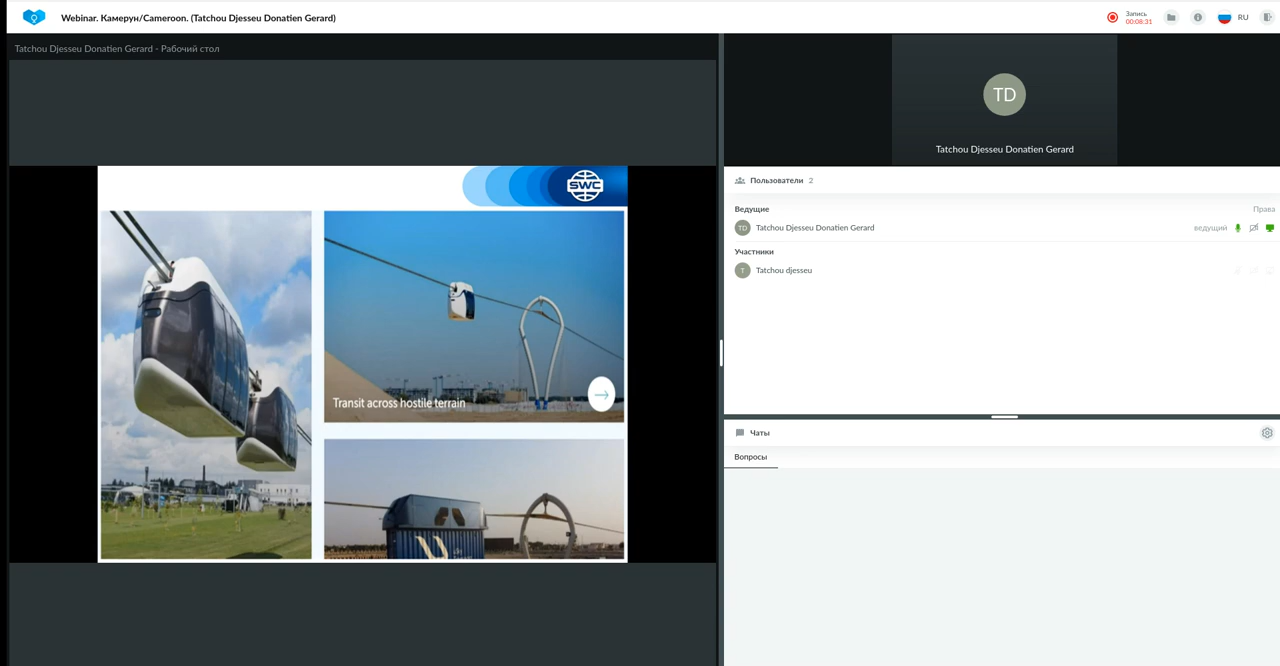 Webinar. Камерун/Cameroon. (Tatchou Djesseu Donatien Gerard)
Запись
00:08:31
RU
Tatchou Djesseu Donatien Gerard - Рабочий стол
SWC
Transit across hostile terrain
TD
Tatchou Djesseu Donatien Gerard
Пользователи 2
Ведущие Права
TD Tatchou Djesseu Donatien Gerard ведущий
Участники
T Tatchou djesseu
Чаты
Вопросы